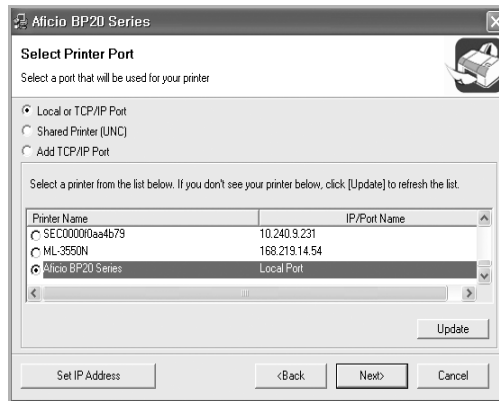 Aficio BP20 Series
Select Printer Port
Select a port that will be used for your printer
Local or TCP/IP Port
Shared Printer (UNC)
Add TCP/IP Port
Select a printer from the list below. If you don't see your printer below, click [Update] to refresh the list.
Printer Name IP/Port Name
SEC0000f0aa4b79 10.240.9.231
ML-3550N 168.219.14.54
Aficio BP20 Series Local Port
Update
Set IP Address <Back Next> Cancel